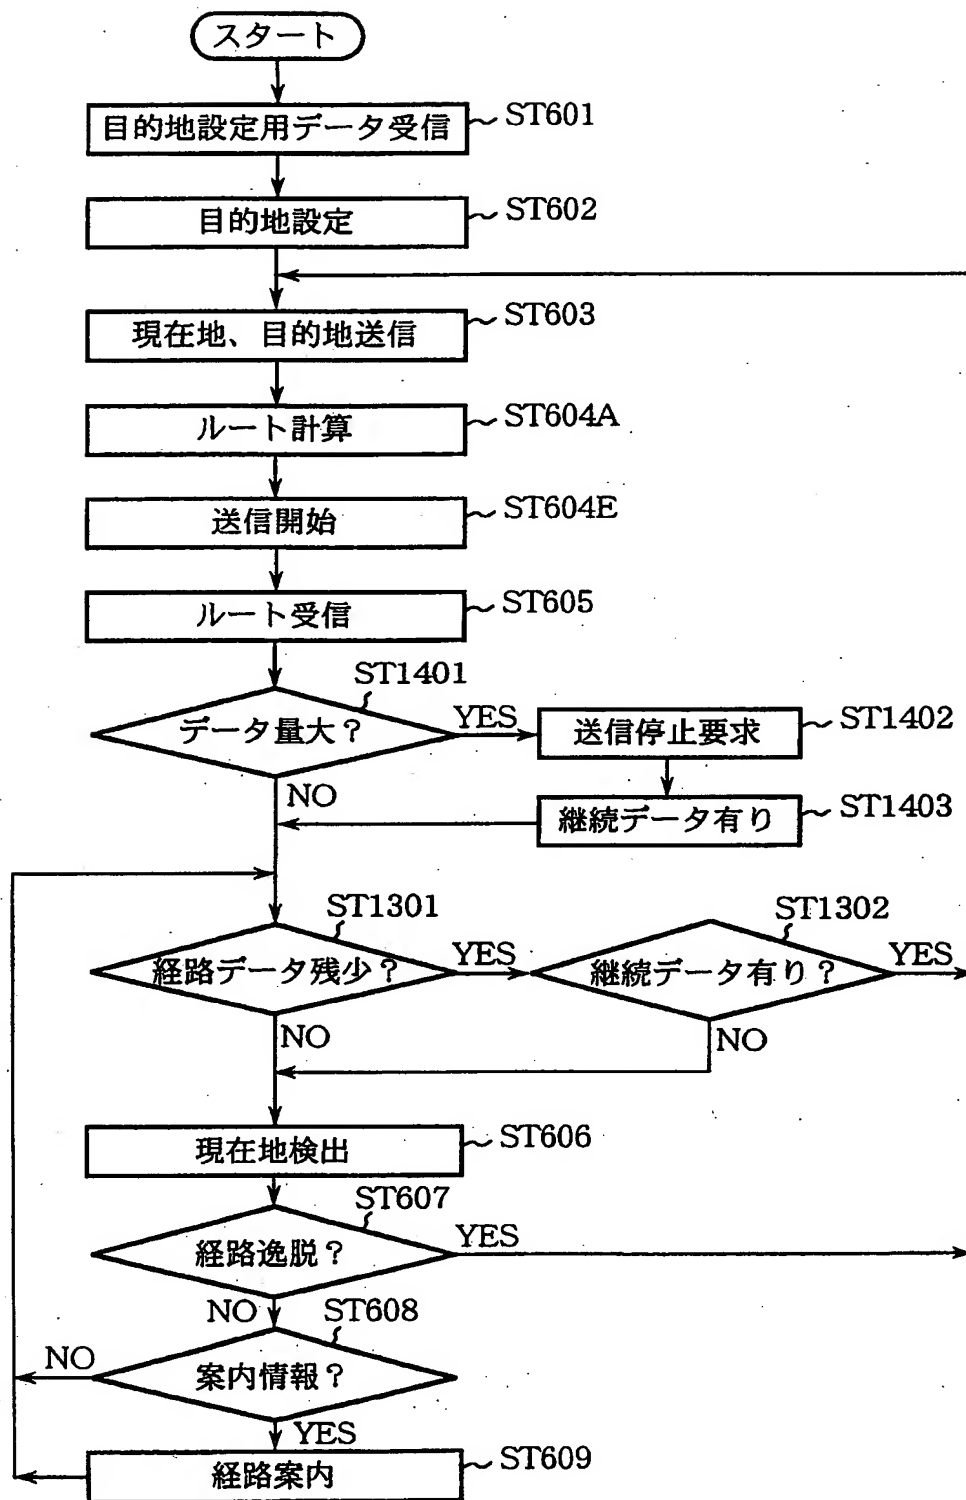 スタート
目的地設定用データ受信
ST601
目的地設定
ST602
現在地、目的地送信
ST603
ルート計算
ST604A
送信開始
ST604E
ルート受信
ST605
ST1401
データ量大？
YES
送信停止要求
ST1402
NO
継続データ有り
ST1403
ST1301
ST1302
経路データ残少？
YES
継続データ有り？
YES
NO
NO
現在地検出
ST606
ST607
経路逸脱？
YES
NO
ST608
NO
案内情報？
YES
経路案内
ST609